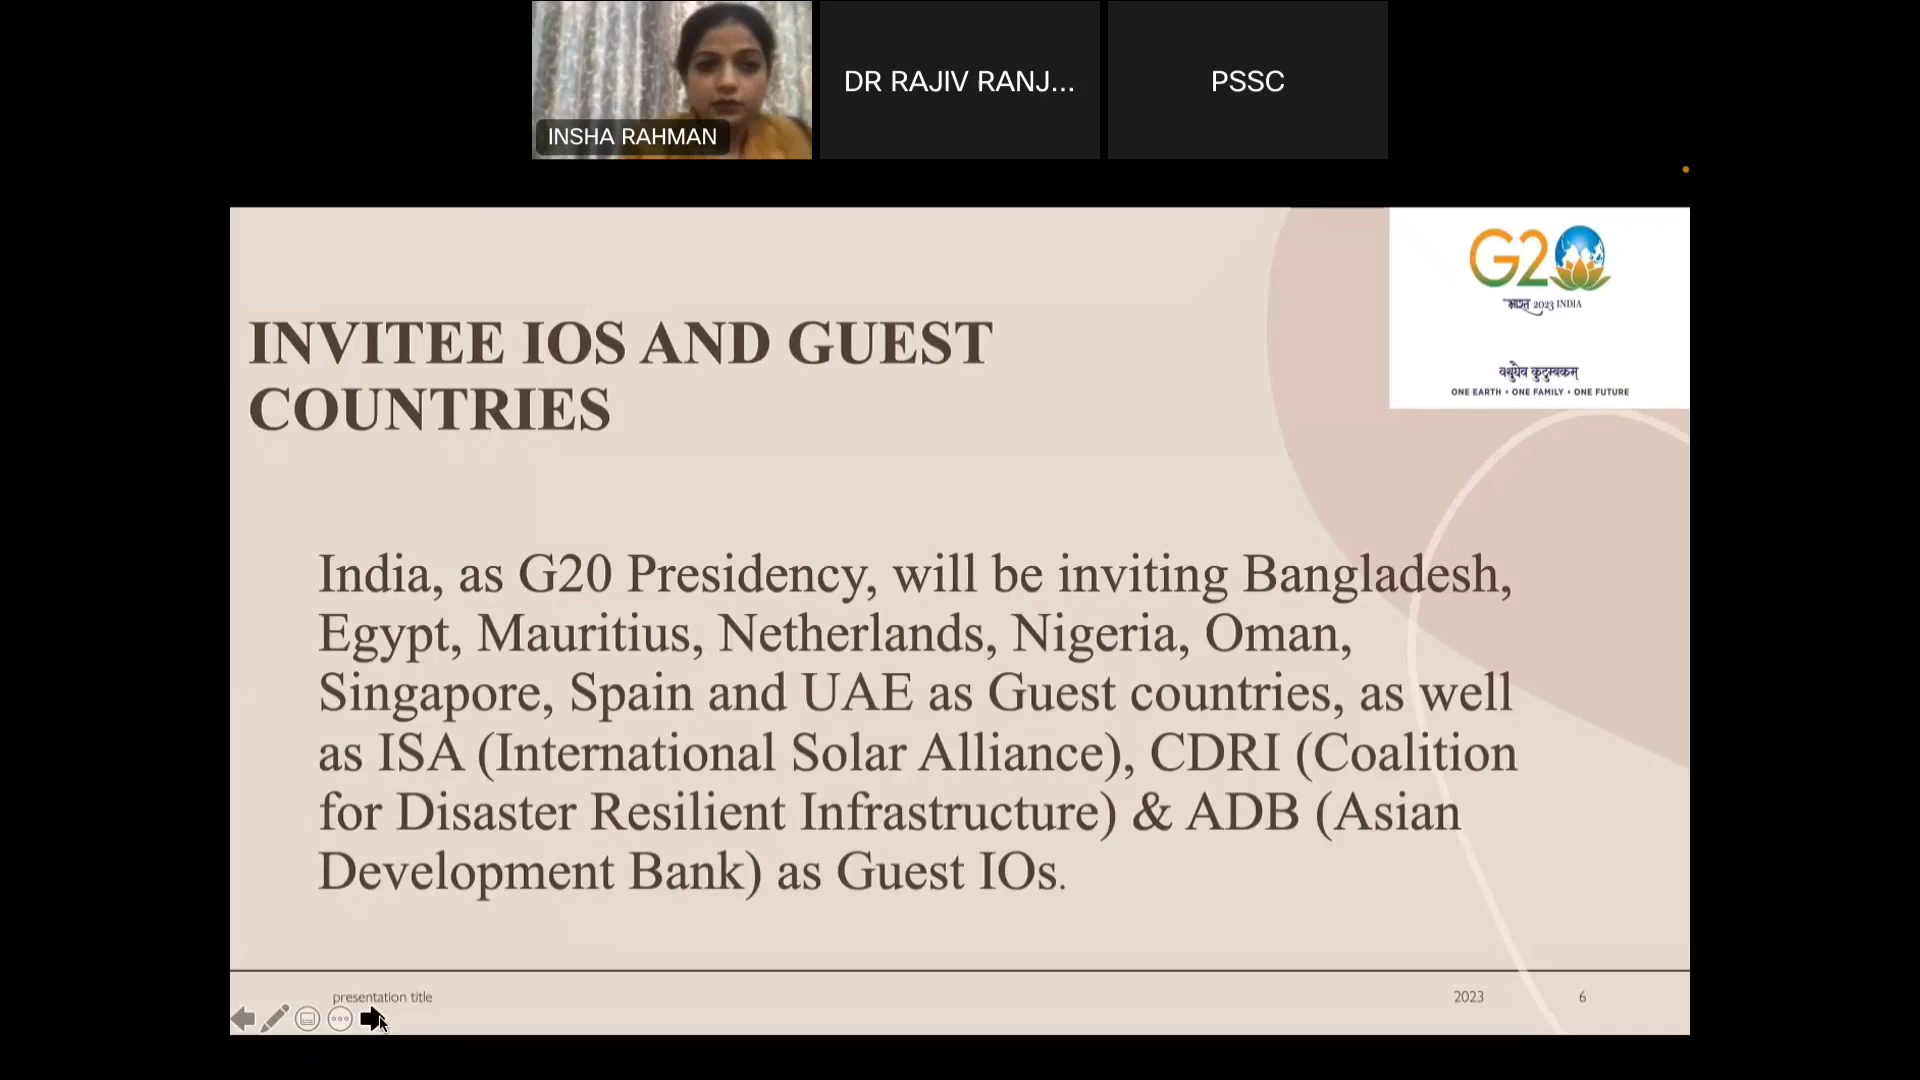 INSHA RAHMAN
DR RAJIV RANJ...
PSSC
G20
भारत 2023 INDIA
वसुधैव कुटुम्बकम्
ONE EARTH • ONE FAMILY • ONE FUTURE
INVITEE IOS AND GUEST
COUNTRIES
India, as G20 Presidency, will be inviting Bangladesh,
Egypt, Mauritius, Netherlands, Nigeria, Oman,
Singapore, Spain and UAE as Guest countries, as well
as ISA (International Solar Alliance), CDRI (Coalition
for Disaster Resilient Infrastructure) & ADB (Asian
Development Bank) as Guest IOs.
presentation title
2023
6